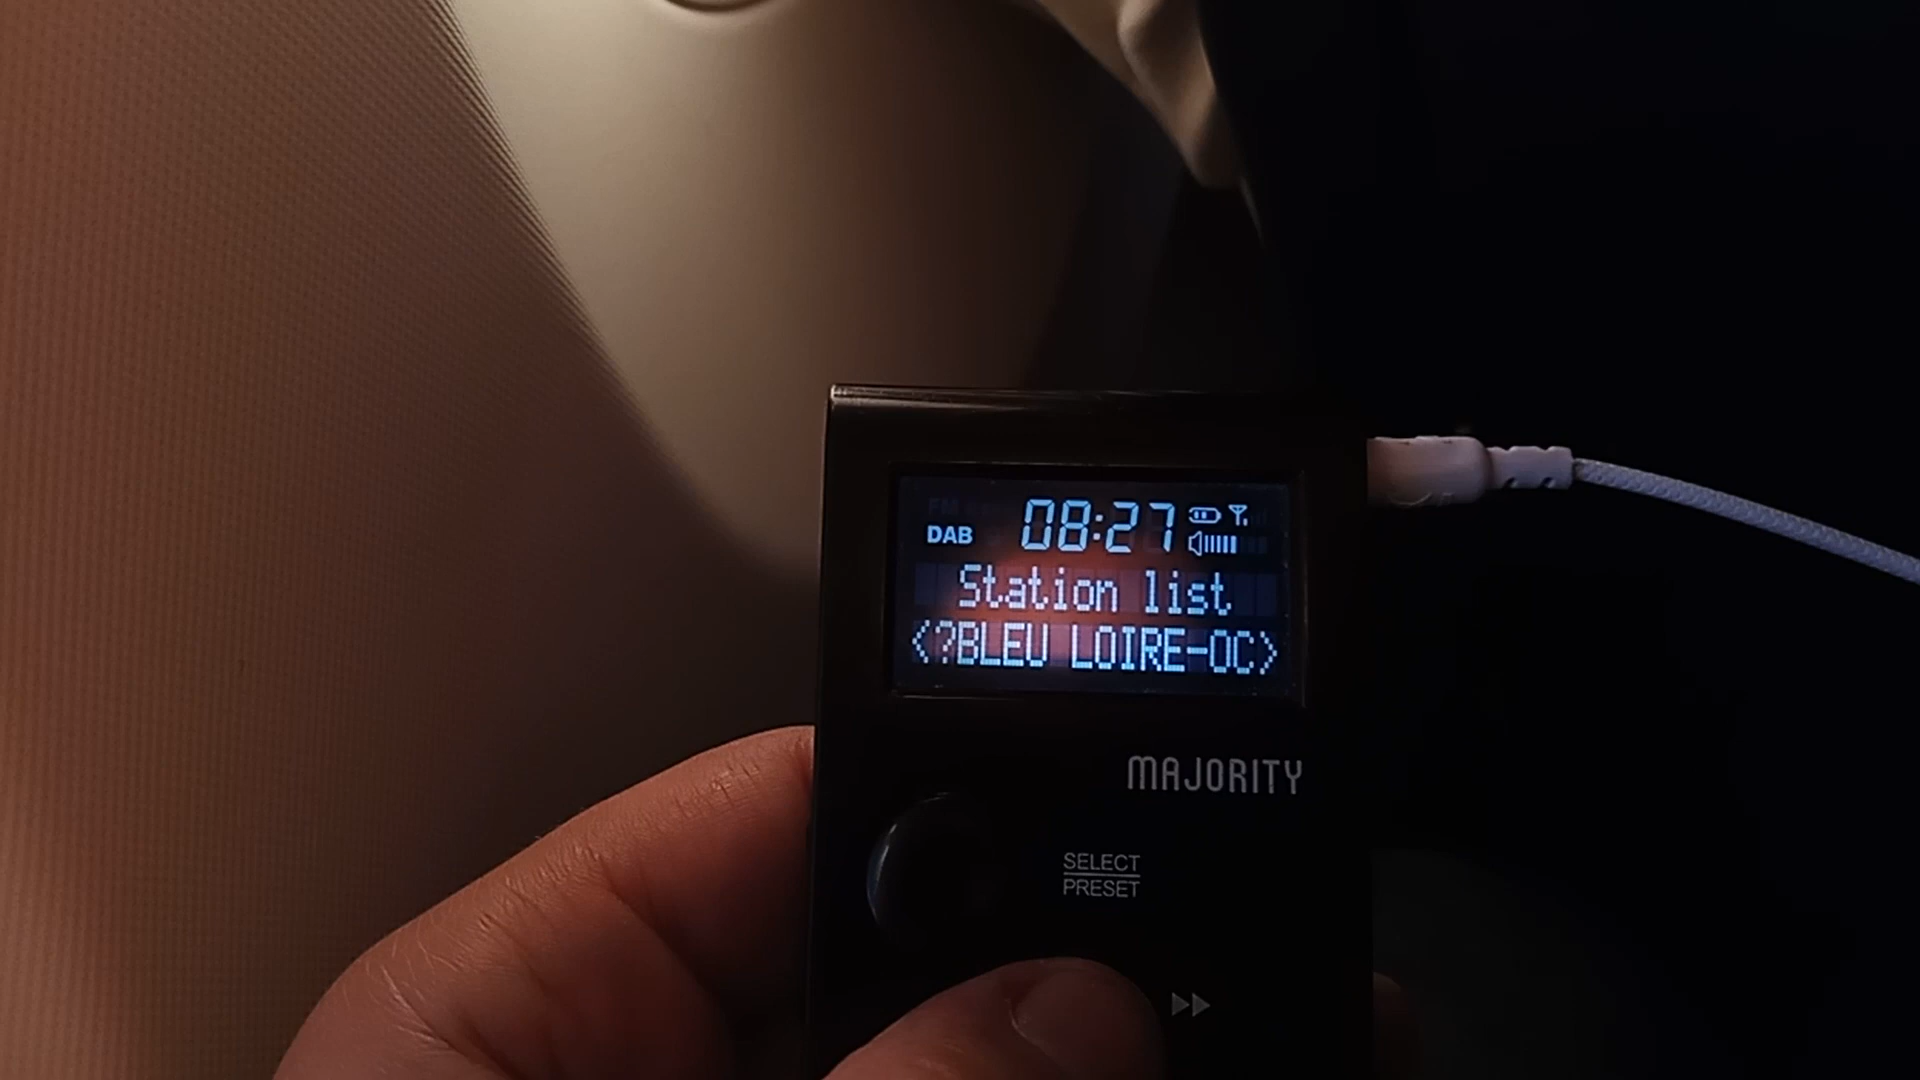 08:27
DAB
Station list
<?BLEU LOIRE-OC>
MAJORITY
SELECT
PRESET